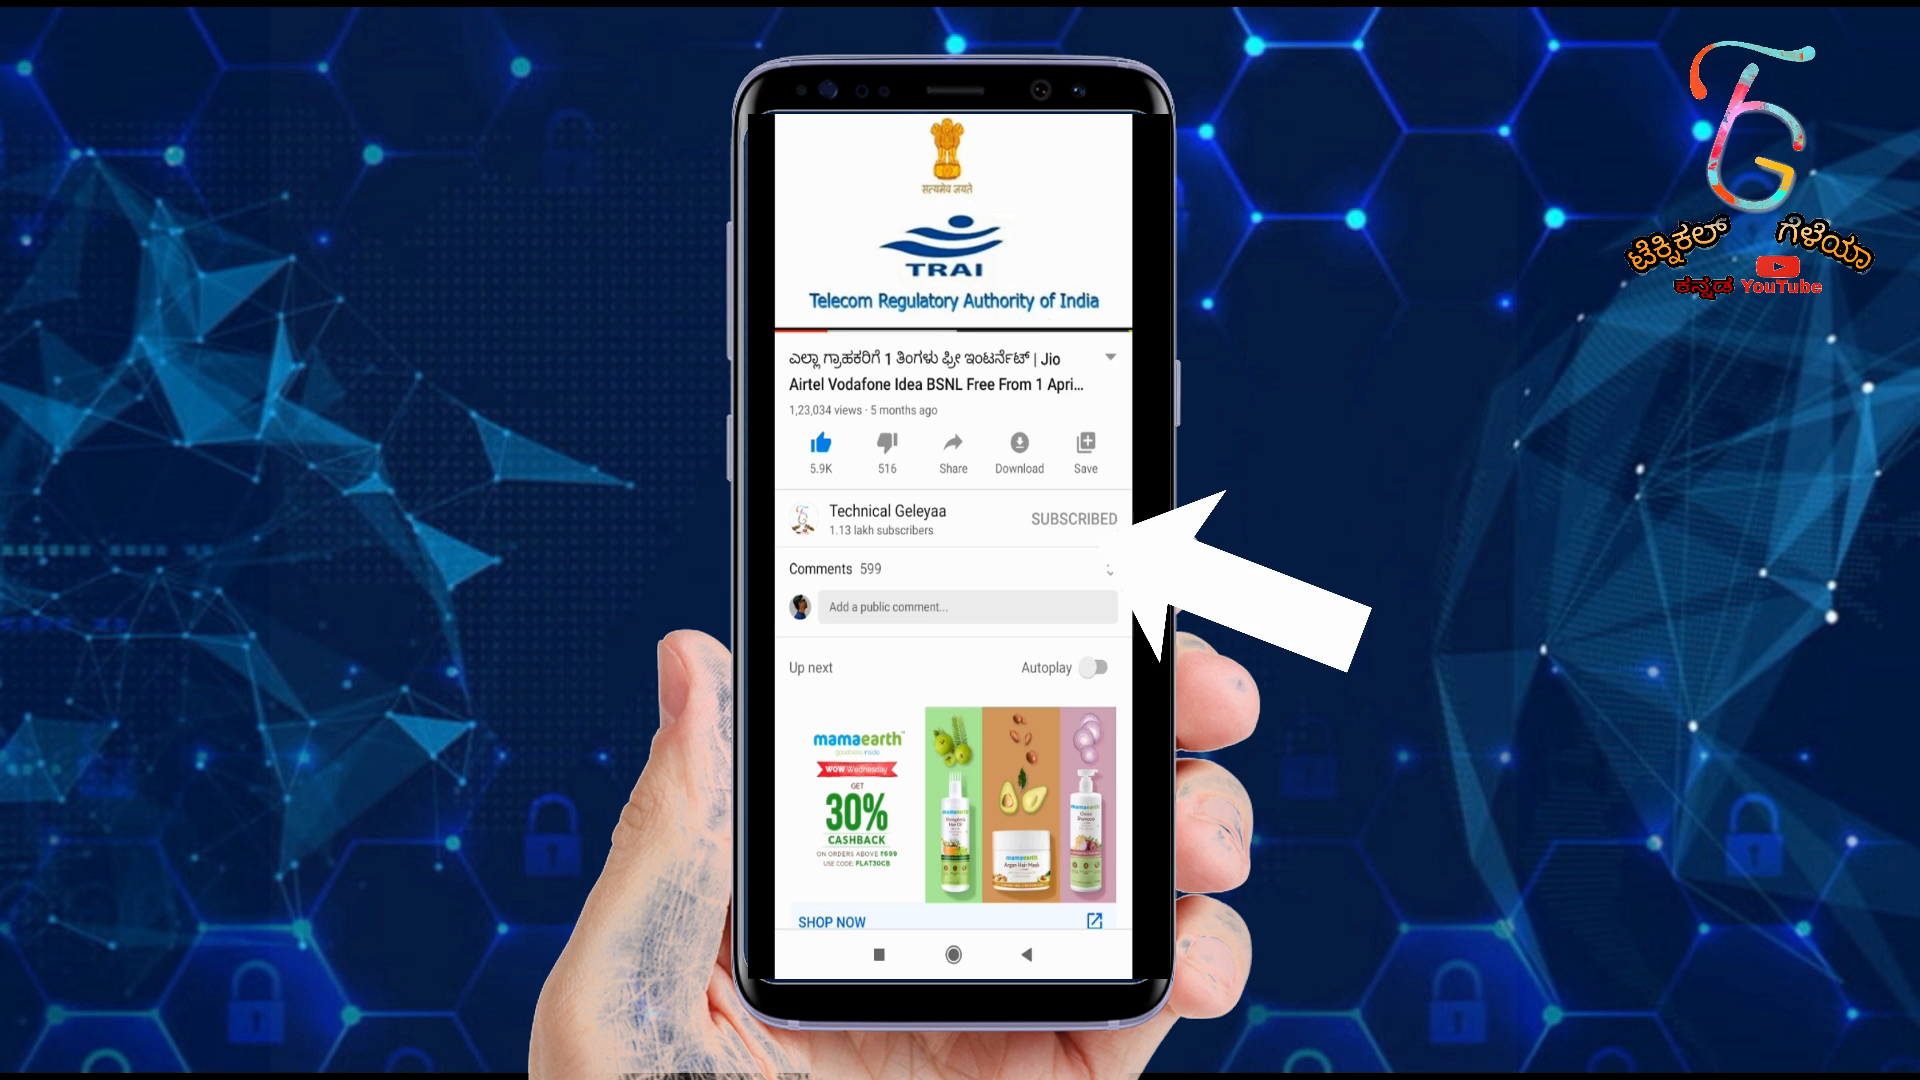 सत्यमेव जयते
TRAI
Telecom Regulatory Authority of India
ಎಲ್ಲಾ ಗ್ರಾಹಕರಿಗೆ 1 ತಿಂಗಳು ಫ್ರೀ ಇಂಟರ್ನೆಟ್ | Jio
Airtel Vodafone Idea BSNL Free From 1 Apri...
1,23,034 views · 5 months ago
5.9K 516 Share Download Save
Technical Geleyaa
1.13 lakh subscribers
SUBSCRIBED
Comments 599
Add a public comment...
Up next
Autoplay
mamaearth
goodness inside
WOW Wednesday
GET
30%
CASHBACK
ON ORDERS ABOVE ₹699
USE CODE: FLAT30CB
SHOP NOW
TG
ಟೆಕ್ನಿಕಲ್ ಗೆಳೆಯಾ
ಕನ್ನಡ YouTube